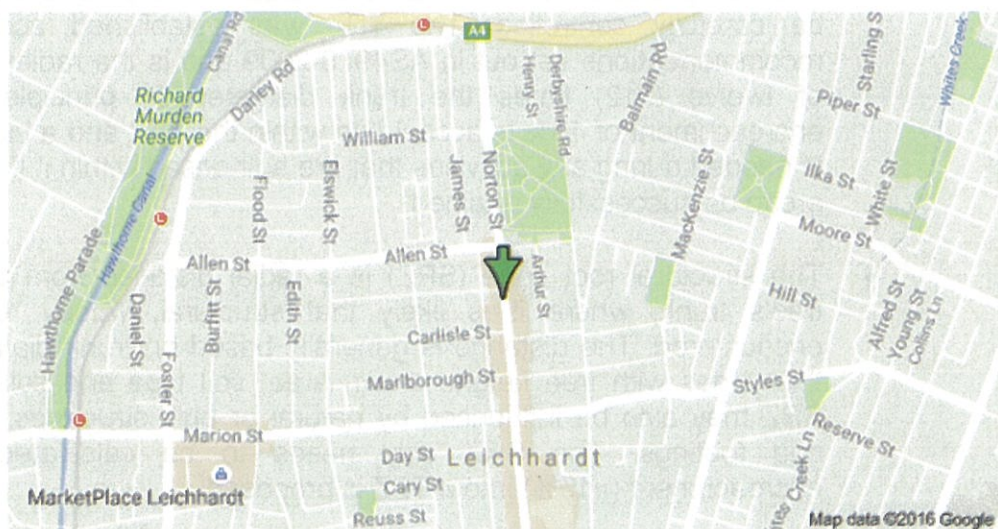 Canal Rd
A4
Darley Rd
Richard
Murden
Reserve
William St
Henry St
Derbyshire Rd
Balmain Rd
Starling S
Whites Creek
Piper St
Flood St
Elswick St
James St
Norton St
MacKenzie St
Ilka St
White St
Moore St
Hawthorne Canal
Hawthorne Parade
Allen St
Allen St
Arthur St
Hill St
Alfred St
Young St
Collins Ln
Daniel St
Burfitt St
Edith St
Foster St
Carlisle St
Marlborough St
Styles St
Marion St
Reserve St
Day St
Leichhardt
Creek Ln
Cary St
MarketPlace Leichhardt
Reuss St
Map data ©2016 Google